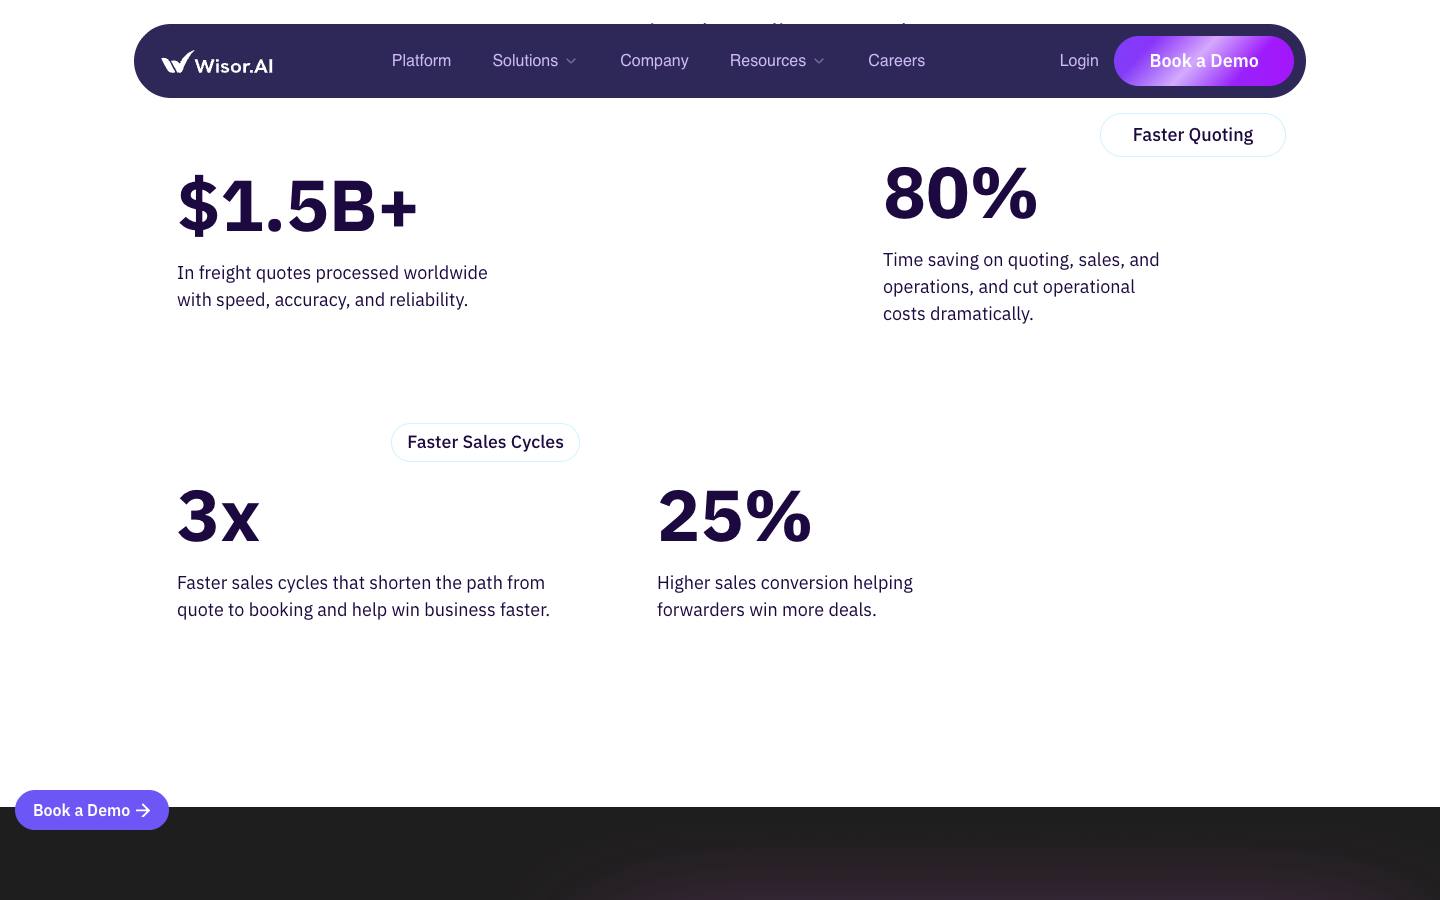 Wisor.AI
Platform
Solutions
Company
Resources
Careers
Login
Book a Demo
Faster Quoting
$1.5B+
In freight quotes processed worldwide
with speed, accuracy, and reliability.
80%
Time saving on quoting, sales, and
operations, and cut operational
costs dramatically.
Faster Sales Cycles
3x
Faster sales cycles that shorten the path from
quote to booking and help win business faster.
25%
Higher sales conversion helping
forwarders win more deals.
Book a Demo